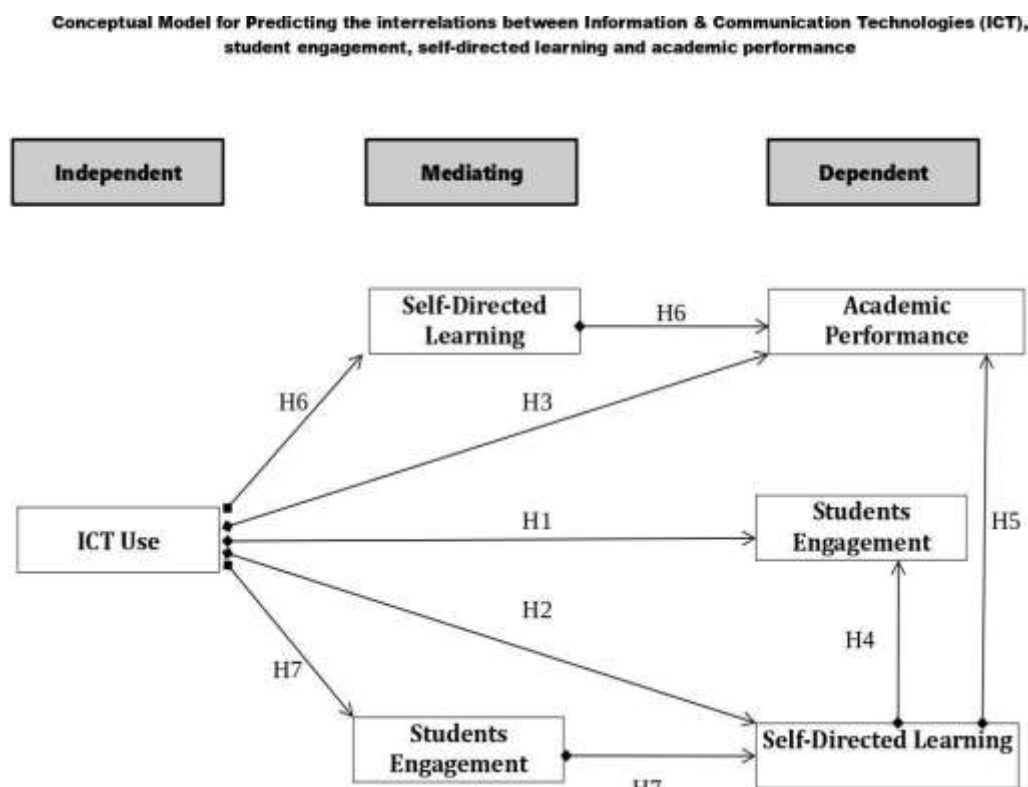 Conceptual Model for Predicting the interrelations between Information & Communication Technologies (ICT),
student engagement, self-directed learning and academic performance
Independent
Mediating
Dependent
Self-Directed
Learning
H6
Academic
Performance
H6
H3
ICT Use
H1
Students
Engagement
H5
H2
H4
H7
Students
Engagement
Self-Directed Learning
H7